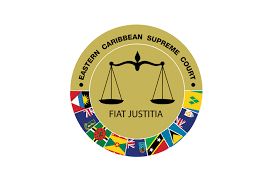 • EASTERN CARIBBEAN SUPREME COURT •
FIAT JUSTITIA